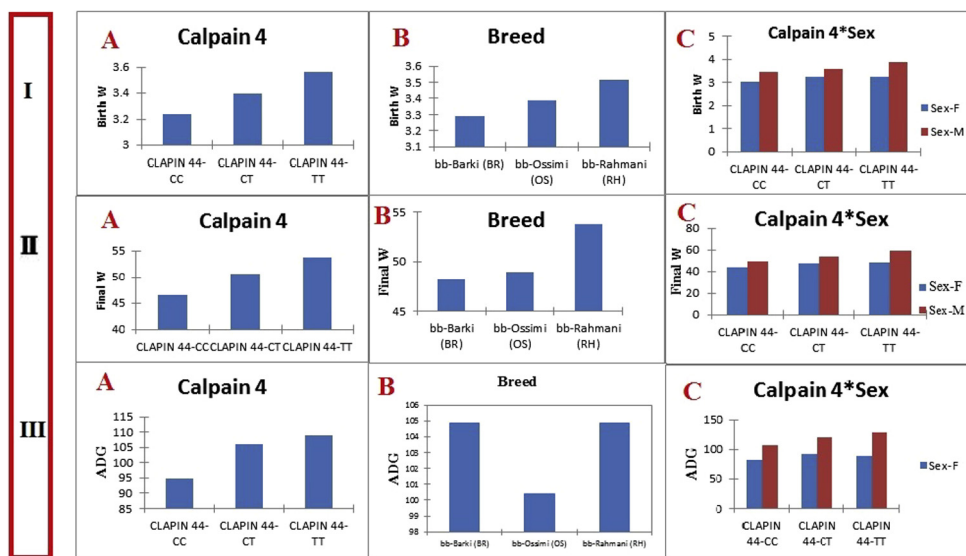 I
A
Calpain 4
Birth W
3.6
3.4
3.2
3
CLAPIN 44-
CC
CLAPIN 44-
CT
CLAPIN 44-
TT
B
Breed
Birth W
3.6
3.5
3.4
3.3
3.2
3.1
bb-Barki (BR)
bb-Ossimi
(OS)
bb-Rahmani
(RH)
C
Calpain 4*Sex
Birth W
5
4
3
2
1
0
CLAPIN 44-
CC
CLAPIN 44-
CT
CLAPIN 44-
TT
Sex-F
Sex-M
II
A
Calpain 4
Final W
55
50
45
40
CLAPIN 44-CC
CLAPIN 44-CT
CLAPIN 44-TT
B
Breed
Final W
55
50
45
bb-Barki
(BR)
bb-Ossimi
(OS)
bb-Rahmani
(RH)
C
Calpain 4*Sex
Final W
80
60
40
20
0
CLAPIN 44-
CC
CLAPIN 44-
CT
CLAPIN 44-
TT
Sex-F
Sex-M
III
A
Calpain 4
ADG
115
110
105
100
95
90
85
CLAPIN 44-
CC
CLAPIN 44-
CT
CLAPIN 44-
TT
Breed
ADG
106
105
104
103
102
101
100
99
98
bb-Barki (BR)
bb-Ossimi (OS)
bb-Rahmani (RH)
B
C
Calpain 4*Sex
ADG
150
100
50
0
CLAPIN
44-CC
CLAPIN
44-CT
CLAPIN
44-TT
Sex-F